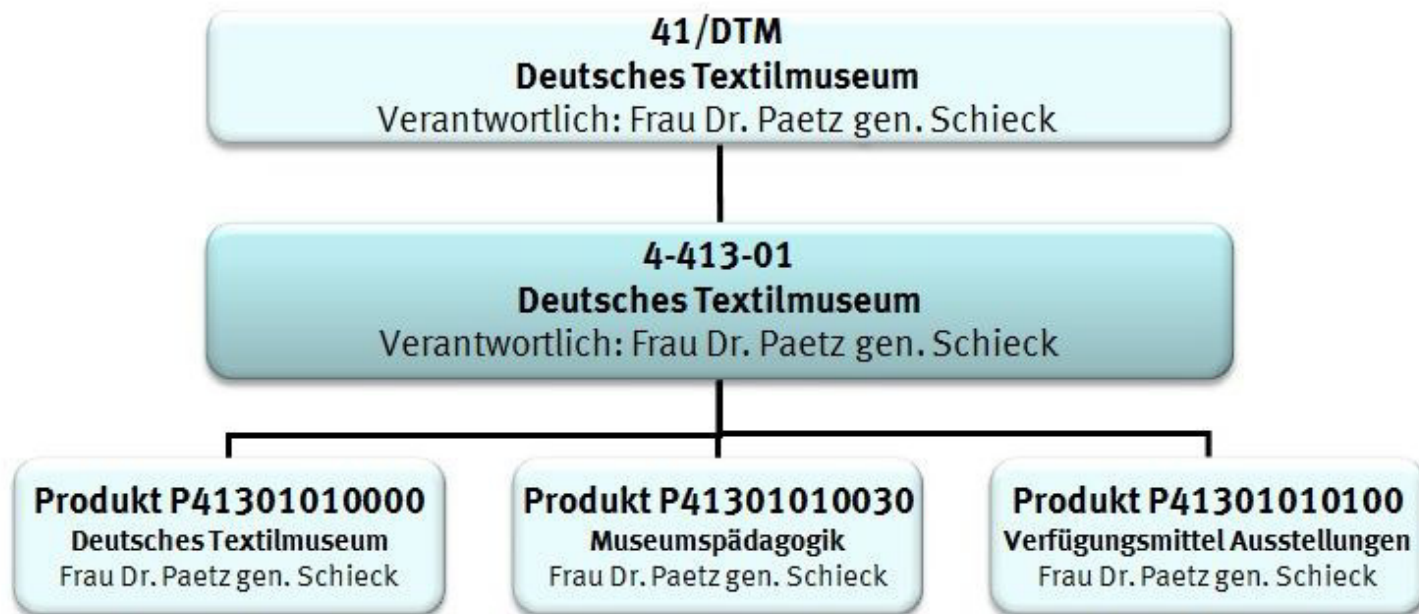 41/DTM
Deutsches Textilmuseum
Verantwortlich: Frau Dr. Paetz gen. Schieck
4-413-01
Deutsches Textilmuseum
Verantwortlich: Frau Dr. Paetz gen. Schieck
Produkt P41301010000
Deutsches Textilmuseum
Frau Dr. Paetz gen. Schieck
Produkt P41301010030
Museumspädagogik
Frau Dr. Paetz gen. Schieck
Produkt P41301010100
Verfügungsmittel Ausstellungen
Frau Dr. Paetz gen. Schieck